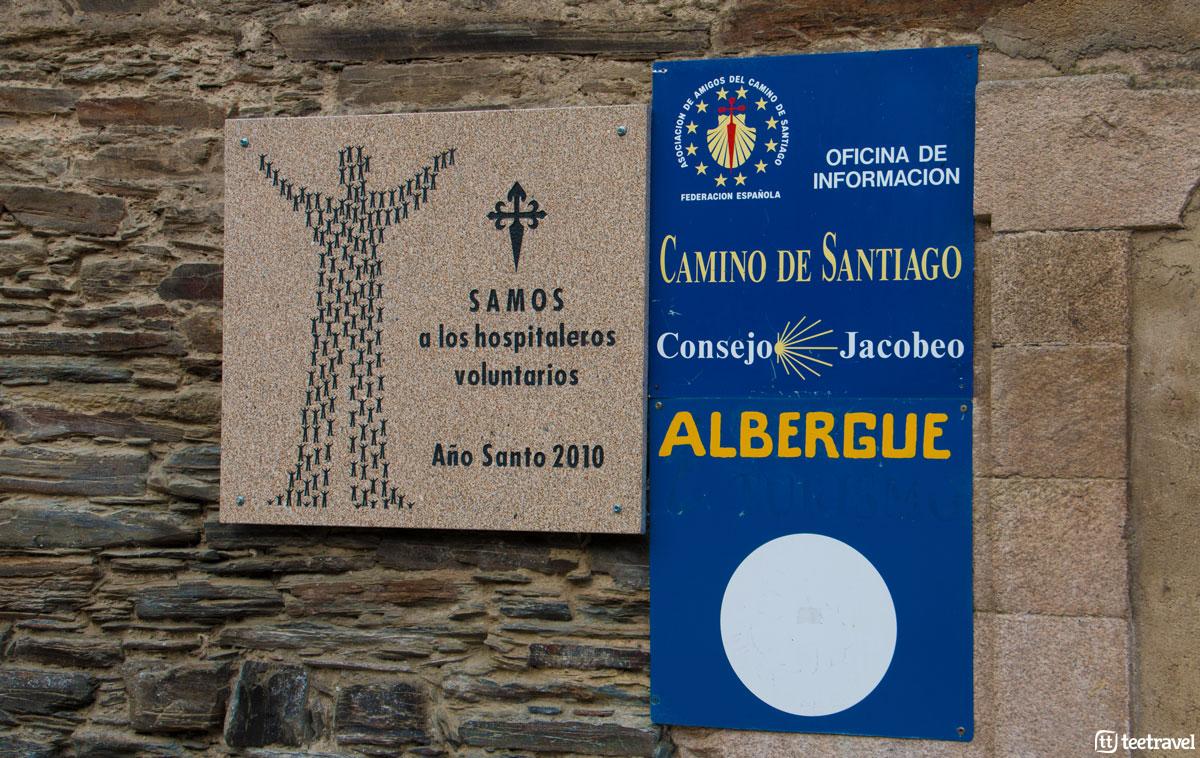 SAMOS
a los hospitaleros
voluntarios
Año Santo 2010
ASOCIACION DE AMIGOS DEL CAMINO DE SANTIAGO
FEDERACION ESPAÑOLA
OFICINA DE
INFORMACION
CAMINO DE SANTIAGO
Consejo Jacobeo
ALBERGUE
tt teetravel